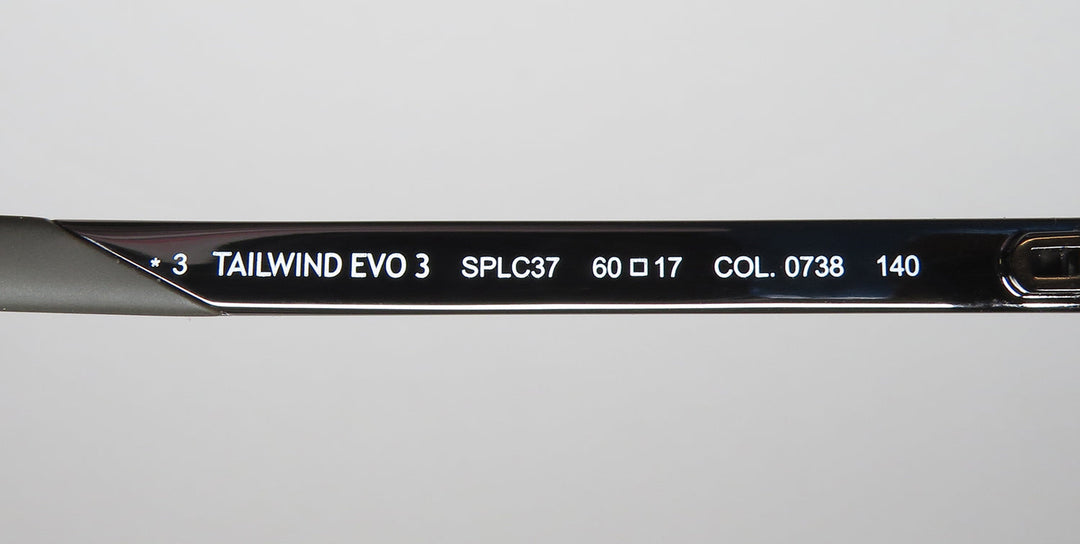 * 3 TAILWIND EVO 3 SPLC37 60□17 COL. 0738 140